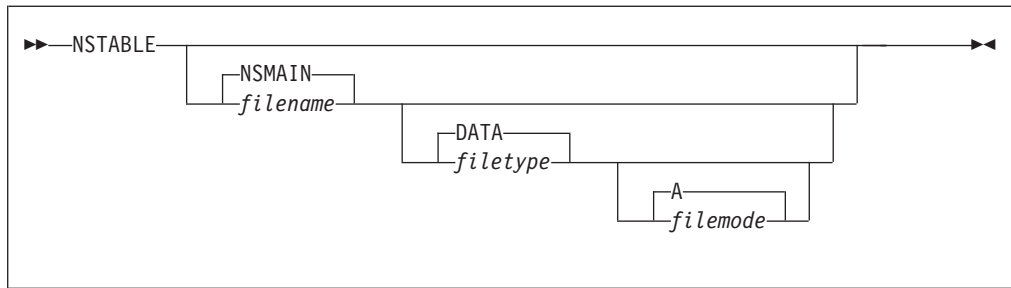 NSTABLE
NSMAIN
filename
DATA
filetype
A
filemode